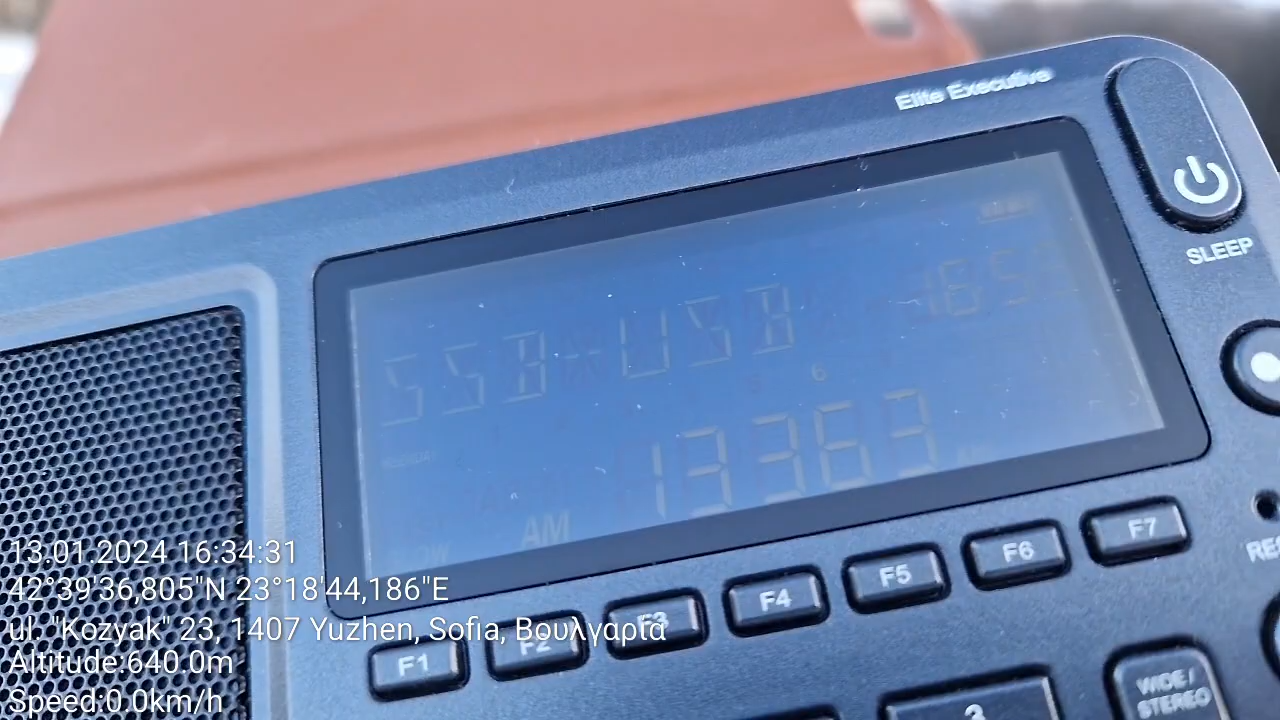 Elite Executive
SLEEP
SSB--USB
6
13363
AM
13.01.2024 16:34:31
42°39'36,805"N 23°18'44,186"E
ul. "Kozyak" 23, 1407 Yuzhen, Sofia, Βουλγαρία
Altitude:640.0m
Speed:0.0km/h
F1
F2
F3
F4
F5
F6
F7
WIDE/
STEREO
3